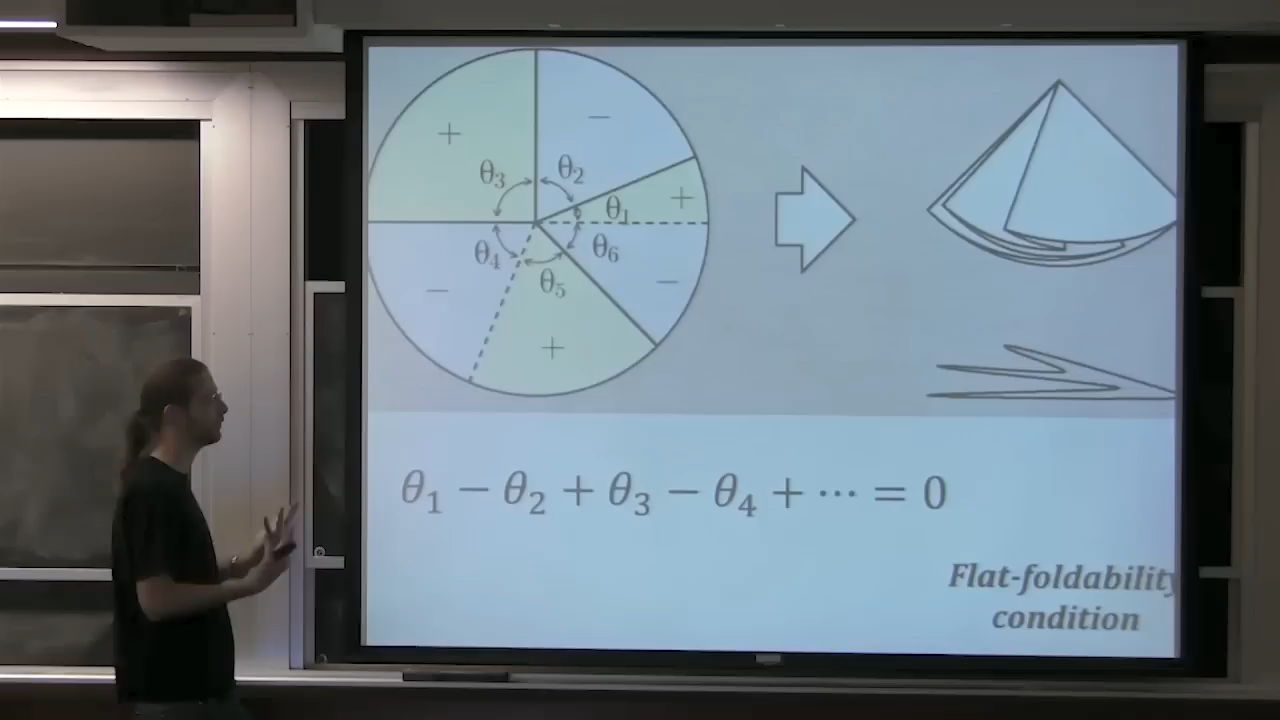 +
−
θ₃
θ₂
θ₁
+
θ₄
θ₅
θ₆
−
−
+
θ₁ − θ₂ + θ₃ − θ₄ + ⋯ = 0
Flat-foldability
condition